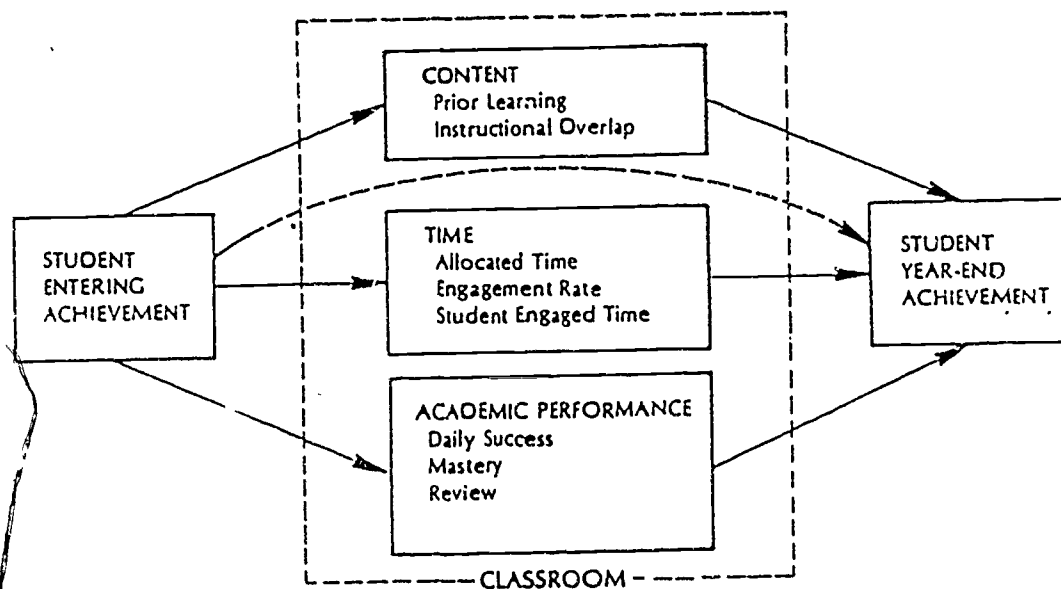 CONTENT
Prior Learning
Instructional Overlap
STUDENT
ENTERING
ACHIEVEMENT
TIME
Allocated Time
Engagement Rate
Student Engaged Time
STUDENT
YEAR-END
ACHIEVEMENT
ACADEMIC PERFORMANCE
Daily Success
Mastery
Review
CLASSROOM